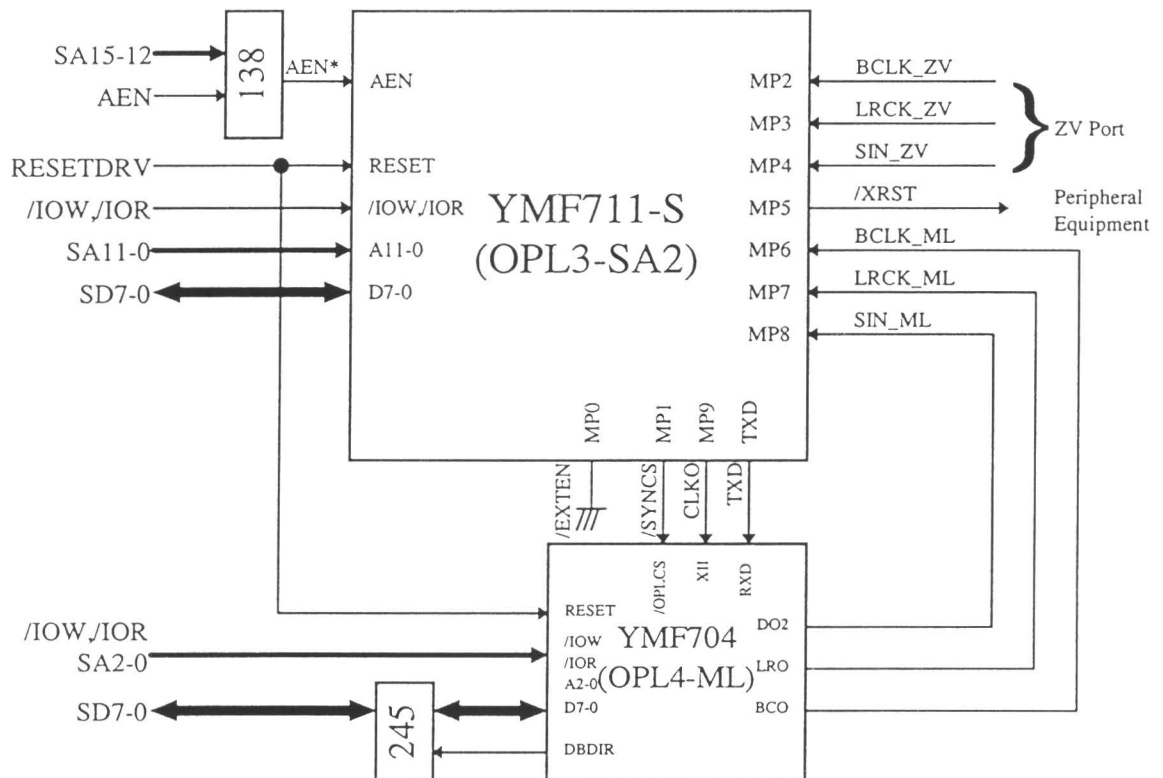 SA15-12
AEN
138
AEN*
AEN
RESETDRV
RESET
/IOW,/IOR
/IOW,/IOR
SA11-0
A11-0
SD7-0
D7-0
YMF711-S
(OPL3-SA2)
MP2
BCLK_ZV
MP3
LRCK_ZV
MP4
SIN_ZV
ZV Port
MP5
/XRST
Peripheral
Equipment
MP6
BCLK_ML
MP7
LRCK_ML
MP8
SIN_ML
MP0
MP1
MP9
TXD
/EXTEN
/SYNCS
CLKO
TXD
/OPLCS
XI1
RXD
RESET
/IOW
/IOR
A2-0
D7-0
DBDIR
YMF704
(OPL4-ML)
DO2
LRO
BCO
/IOW,/IOR
SA2-0
SD7-0
245